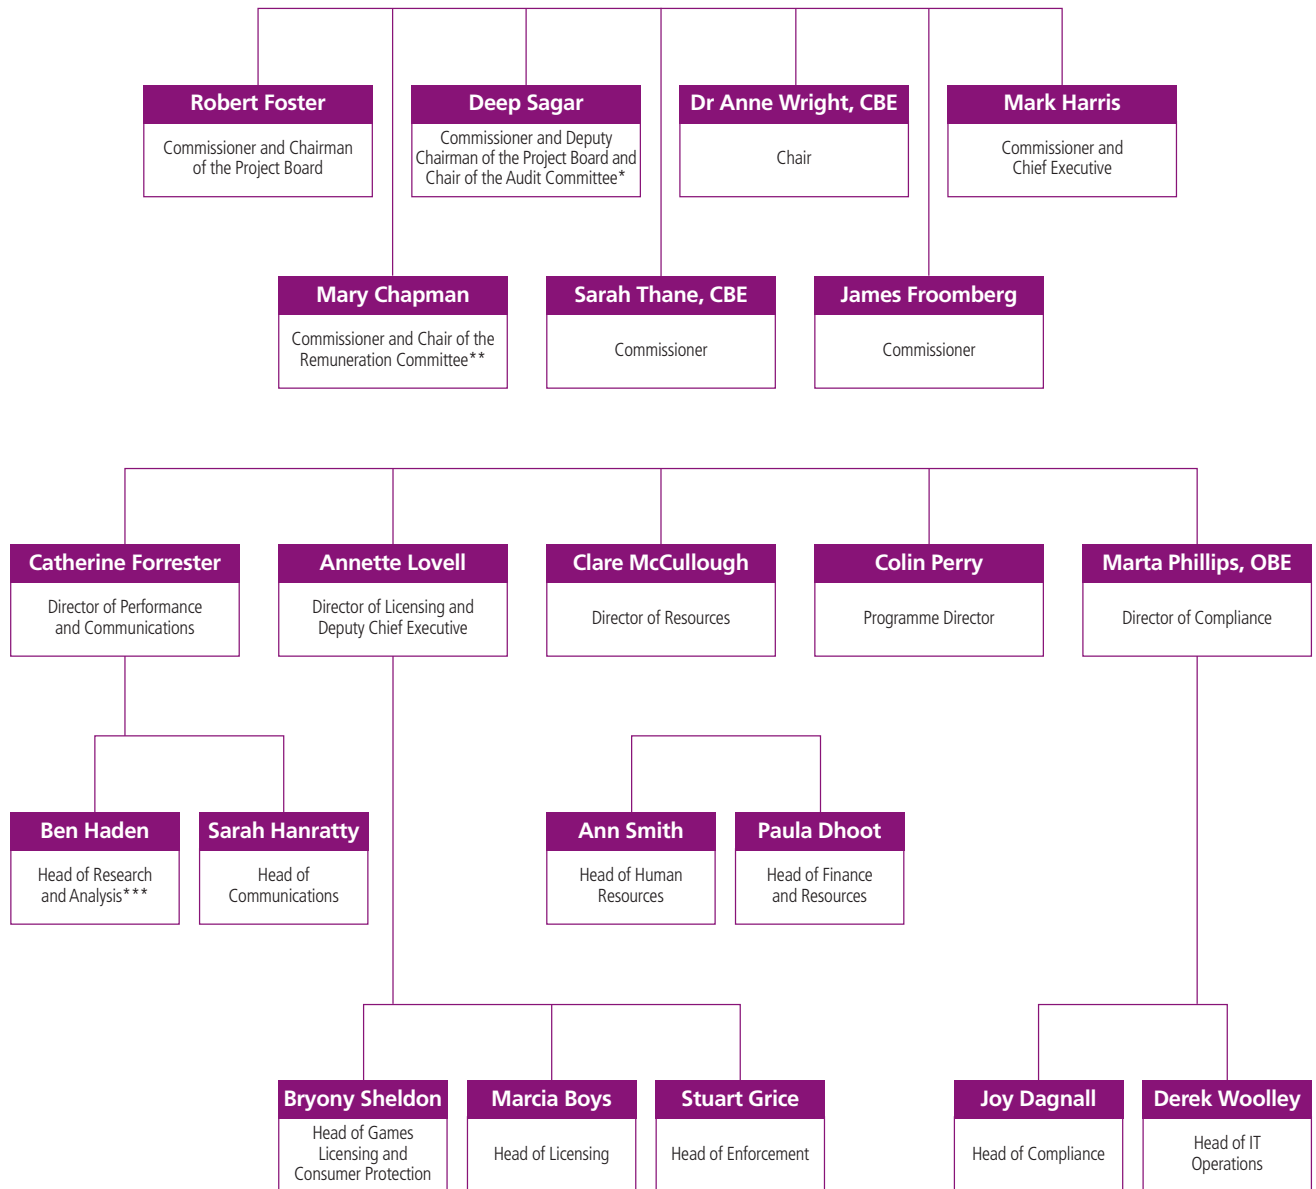 Robert Foster
Commissioner and Chairman
of the Project Board
Deep Sagar
Commissioner and Deputy
Chairman of the Project Board and
Chair of the Audit Committee*
Dr Anne Wright, CBE
Chair
Mark Harris
Commissioner and
Chief Executive
Mary Chapman
Commissioner and Chair of the
Remuneration Committee**
Sarah Thane, CBE
Commissioner
James Froomberg
Commissioner
Catherine Forrester
Director of Performance
and Communications
Annette Lovell
Director of Licensing and
Deputy Chief Executive
Clare McCullough
Director of Resources
Colin Perry
Programme Director
Marta Phillips, OBE
Director of Compliance
Ben Haden
Head of Research
and Analysis***
Sarah Hanratty
Head of
Communications
Ann Smith
Head of Human
Resources
Paula Dhoot
Head of Finance
and Resources
Bryony Sheldon
Head of Games
Licensing and
Consumer Protection
Marcia Boys
Head of Licensing
Stuart Grice
Head of Enforcement
Joy Dagnall
Head of Compliance
Derek Woolley
Head of IT
Operations